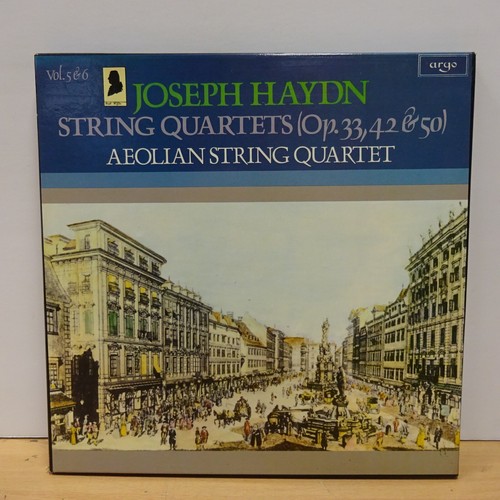 Vol. 5 & 6
argo
JOSEPH HAYDN
STRING QUARTETS (Op. 33, 42 & 50)
AEOLIAN STRING QUARTET